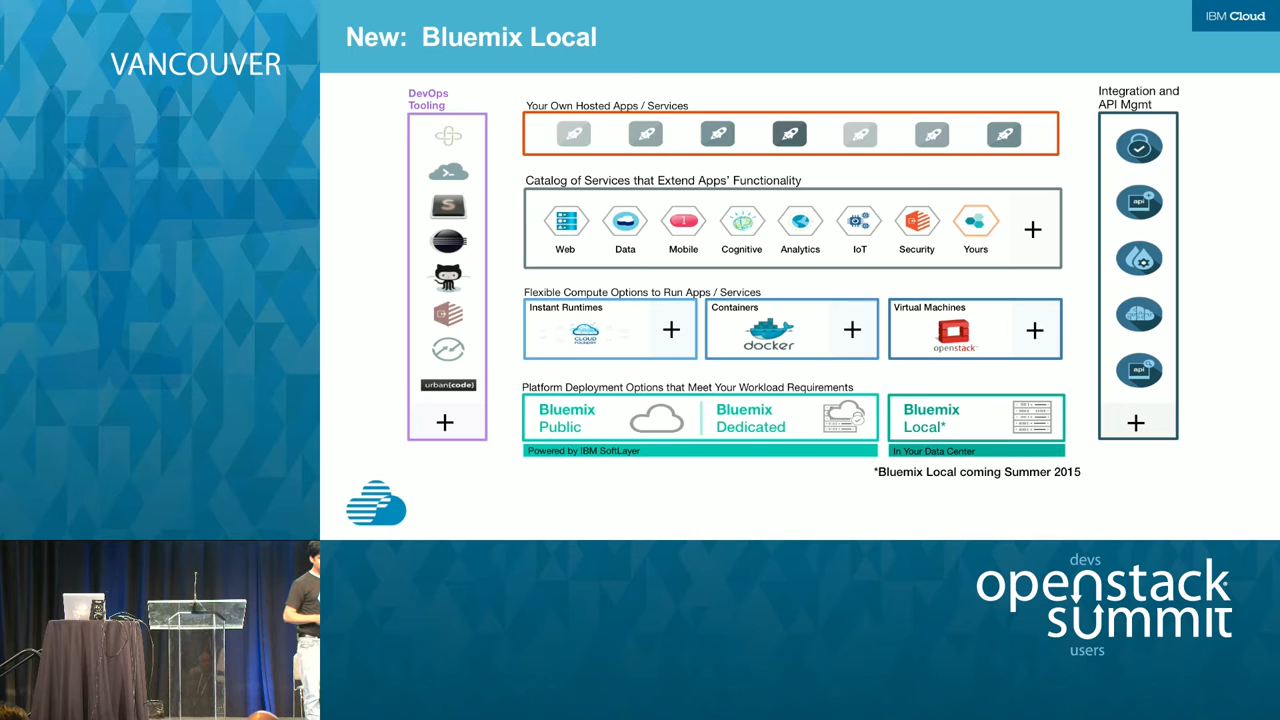 VANCOUVER
New: Bluemix Local
IBM Cloud
DevOps
Tooling
S
urban{code}
Your Own Hosted Apps / Services
Catalog of Services that Extend Apps' Functionality
1
Web
Data
Mobile
Cognitive
Analytics
IoT
Security
Yours
+
Flexible Compute Options to Run Apps / Services
Instant Runtimes
CLOUD
FOUNDRY
+
Containers
docker
+
Virtual Machines
openstack
+
Platform Deployment Options that Meet Your Workload Requirements
Bluemix
Public
Bluemix
Dedicated
Bluemix
Local*
Powered by IBM SoftLayer
In Your Data Center
*Bluemix Local coming Summer 2015
+
Integration and
API Mgmt
api
api
+
devs
openstack
summit
users